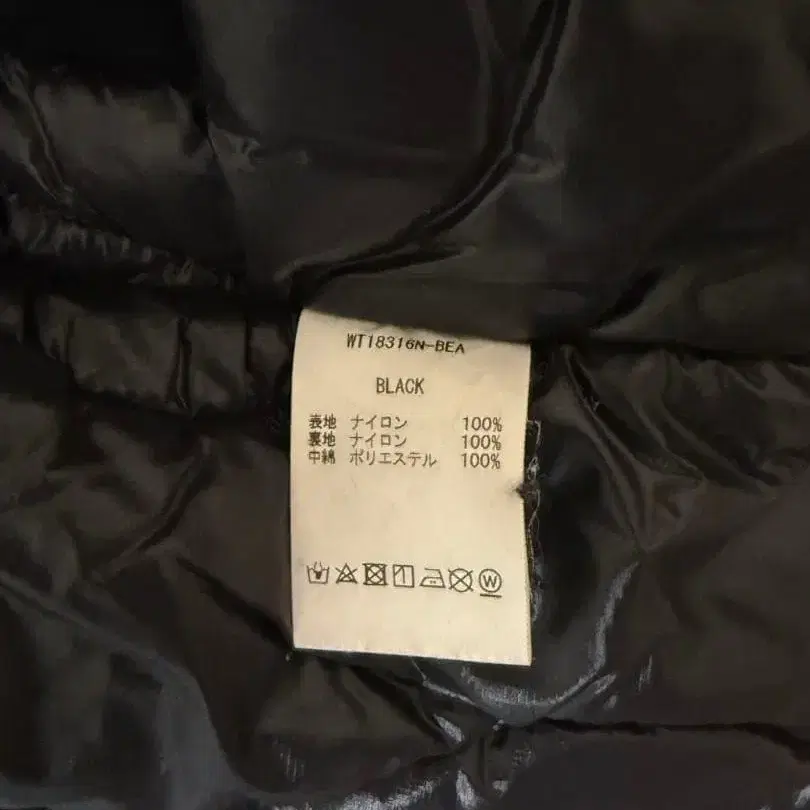 WT18316N-BEA
BLACK
表地 ナイロン 100%
裏地 ナイロン 100%
中綿 ポリエステル 100%
W